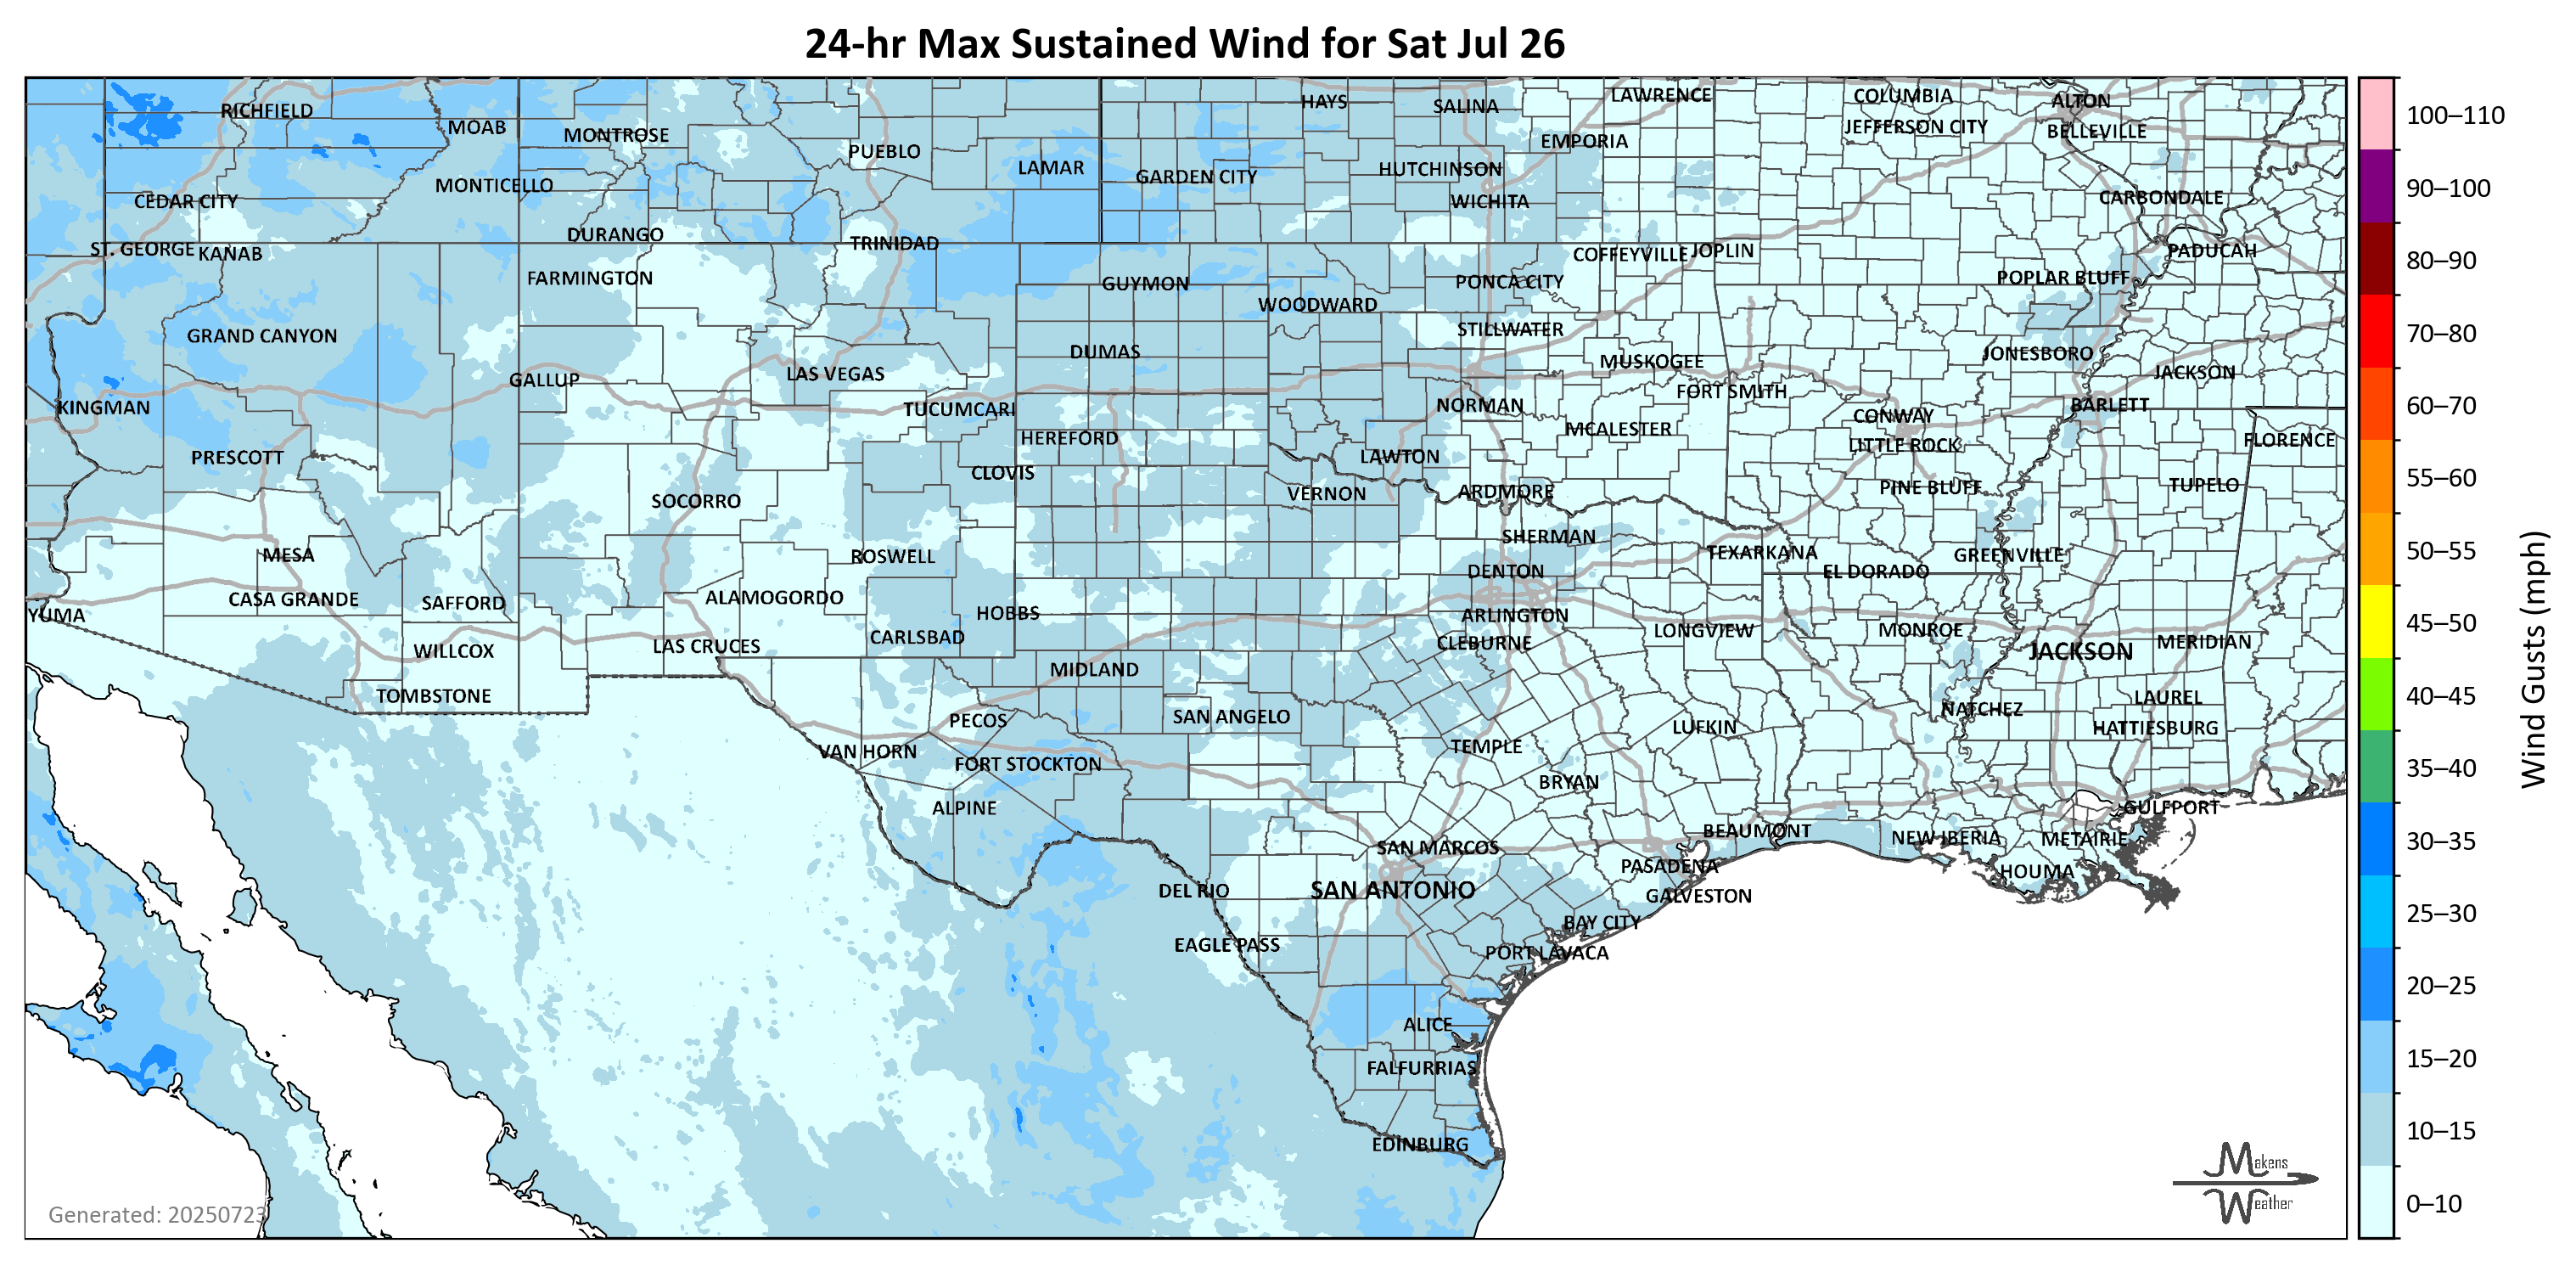 24-hr Max Sustained Wind for Sat Jul 26
RICHFIELD
MOAB
MONTROSE
PUEBLO
LAMAR
HAYS
SALINA
LAWRENCE
EMPORIA
COLUMBIA
JEFFERSON CITY
ALTON
BELLEVILLE
CEDAR CITY
MONTICELLO
GARDEN CITY
HUTCHINSON
WICHITA
CARBONDALE
ST. GEORGE
KANAB
DURANGO
TRINIDAD
COFFEYVILLE
JOPLIN
PADUCAH
FARMINGTON
GUYMON
WOODWARD
PONCA CITY
POPLAR BLUFF
GRAND CANYON
STILLWATER
DUMAS
MUSKOGEE
JONESBORO
JACKSON
GALLUP
LAS VEGAS
FORT SMITH
KINGMAN
TUCUMCARI
NORMAN
CONWAY
BARLETT
PRESCOTT
HEREFORD
MCALESTER
LITTLE ROCK
FLORENCE
CLOVIS
LAWTON
SOCORRO
VERNON
ARDMORE
PINE BLUFF
TUPELO
MESA
ROSWELL
SHERMAN
TEXARKANA
GREENVILLE
DENTON
EL DORADO
YUMA
CASA GRANDE
SAFFORD
ALAMOGORDO
HOBBS
ARLINGTON
WILLCOX
LAS CRUCES
CARLSBAD
CLEBURNE
LONGVIEW
MONROE
JACKSON
MERIDIAN
TOMBSTONE
MIDLAND
PECOS
SAN ANGELO
NATCHEZ
LAUREL
LUFKIN
HATTIESBURG
VAN HORN
FORT STOCKTON
TEMPLE
BRYAN
ALPINE
GULFPORT
SAN MARCOS
BEAUMONT
NEW IBERIA
METAIRIE
DEL RIO
SAN ANTONIO
PASADENA
GALVESTON
HOUMA
EAGLE PASS
BAY CITY
PORT LAVACA
ALICE
FALFURRIAS
EDINBURG
Generated: 20250723
Makens
Weather
100–110
90–100
80–90
70–80
60–70
55–60
50–55
45–50
40–45
35–40
30–35
25–30
20–25
15–20
10–15
0–10
Wind Gusts (mph)